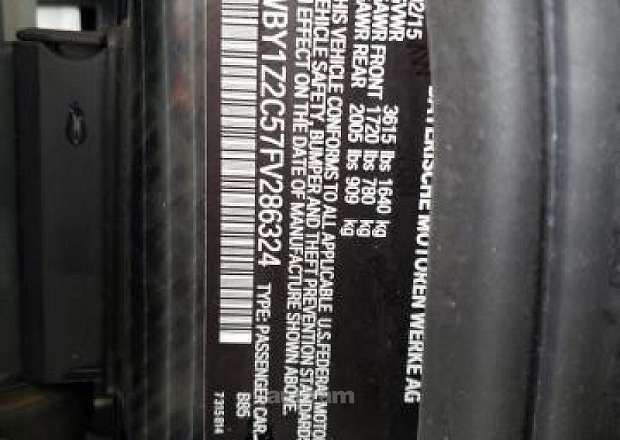 BAYERISCHE MOTOREN WERKE AG
02/15
GVWR 3615 lbs 1640 kg
GAWR FRONT 1720 lbs 780 kg
GAWR REAR 2005 lbs 909 kg
THIS VEHICLE CONFORMS TO ALL APPLICABLE U.S.FEDERAL MOTOR
VEHICLE SAFETY, BUMPER AND THEFT PREVENTION STANDARDS
IN EFFECT ON THE DATE OF MANUFACTURE SHOWN ABOVE.
WBY1Z2C57FV286324 TYPE: PASSENGER CAR
B85
7315614